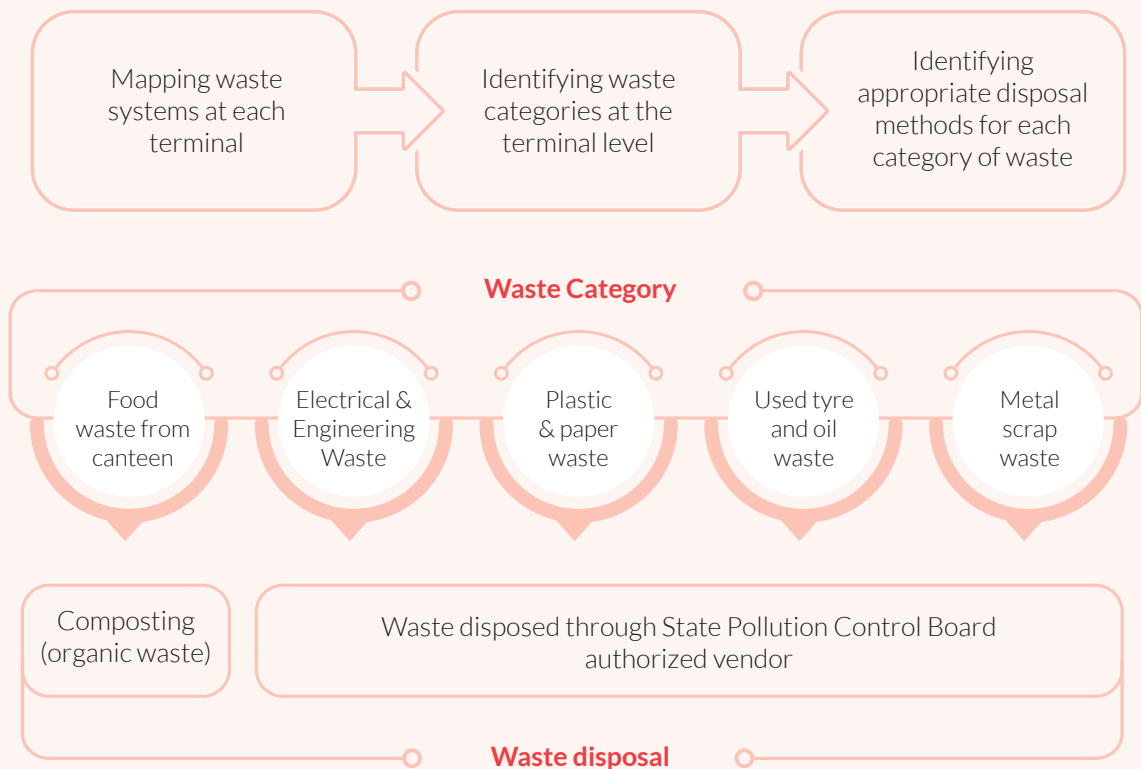 Mapping waste
systems at each
terminal
Identifying waste
categories at the
terminal level
Identifying
appropriate disposal
methods for each
category of waste
Waste Category
Food
waste from
canteen
Electrical &
Engineering
Waste
Plastic
& paper
waste
Used tyre
and oil
waste
Metal
scrap
waste
Composting
(organic waste)
Waste disposed through State Pollution Control Board
authorized vendor
Waste disposal